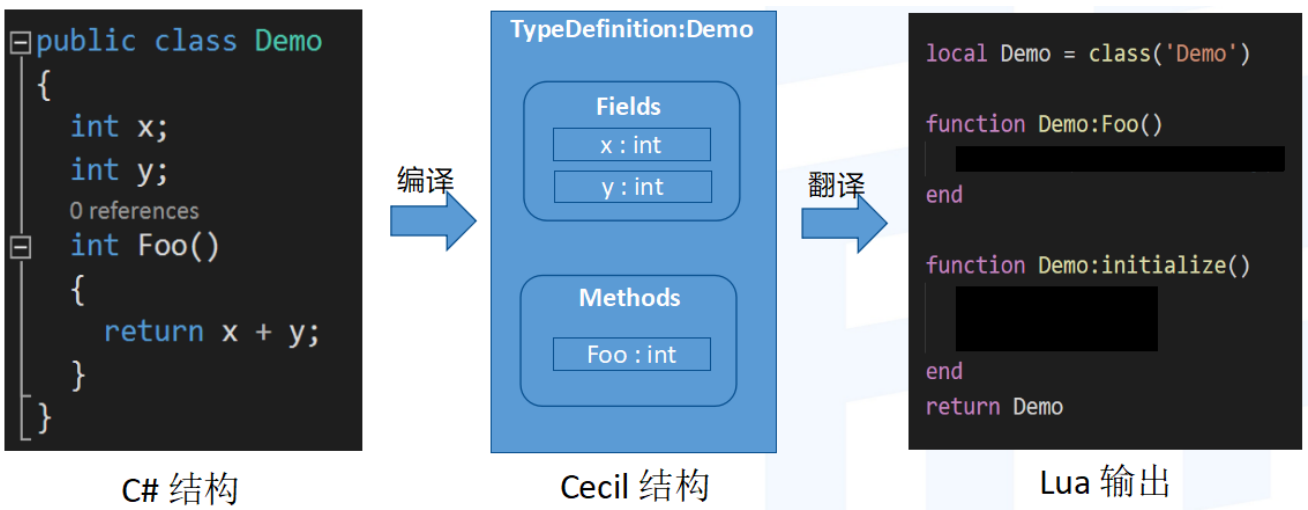 public class Demo
{
int x;
int y;
0 references
int Foo()
{
return x + y;
}
}
C# 结构
编译
TypeDefinition:Demo
Fields
x : int
y : int
Methods
Foo : int
Cecil 结构
翻译
local Demo = class('Demo')
function Demo:Foo()
end
function Demo:initialize()
end
return Demo
Lua 输出